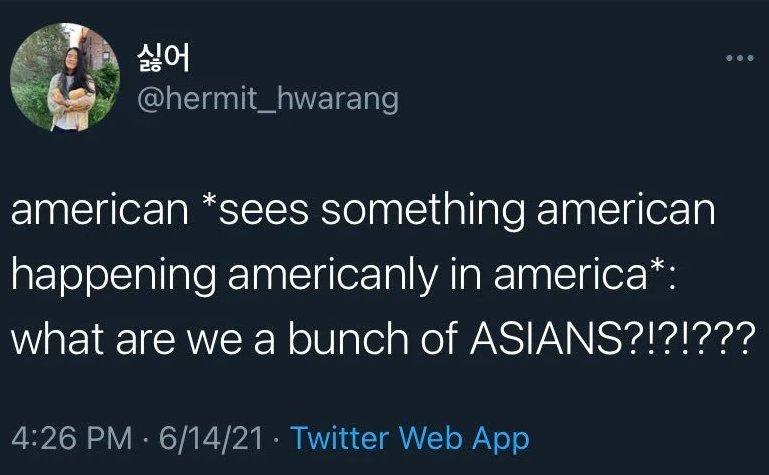 싫어
@hermit_hwarang
american *sees something american
happening americanly in america*:
what are we a bunch of ASIANS?!?!???
4:26 PM · 6/14/21 · Twitter Web App